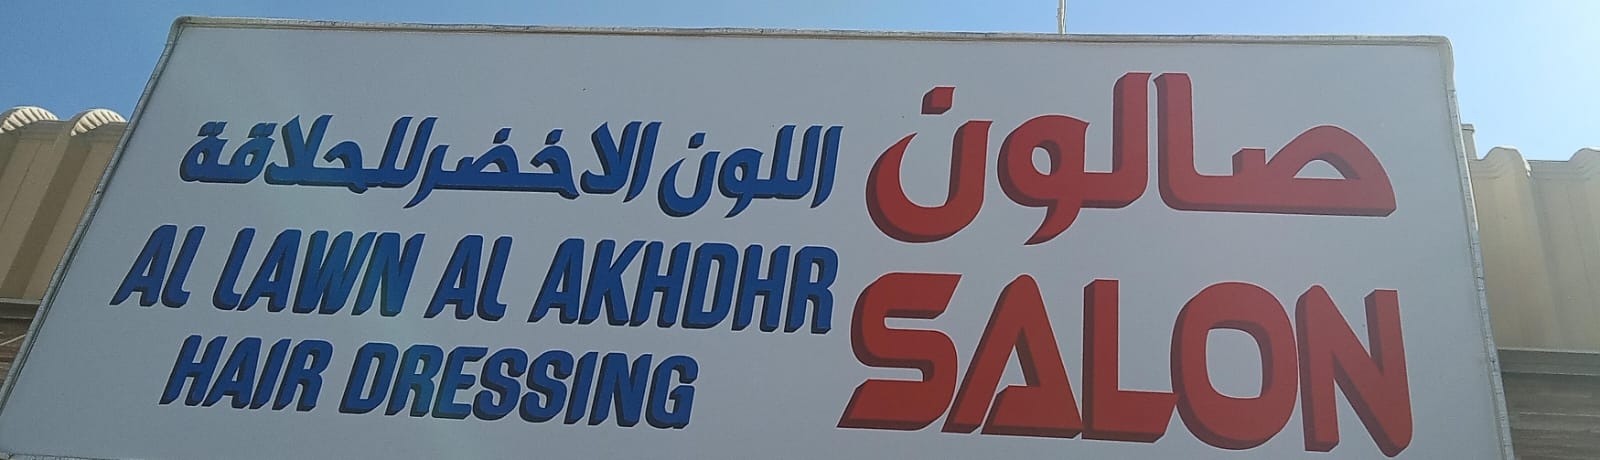 صالون
اللون الاخضر للحلاقة
AL LAWN AL AKHDHR
HAIR DRESSING
SALON